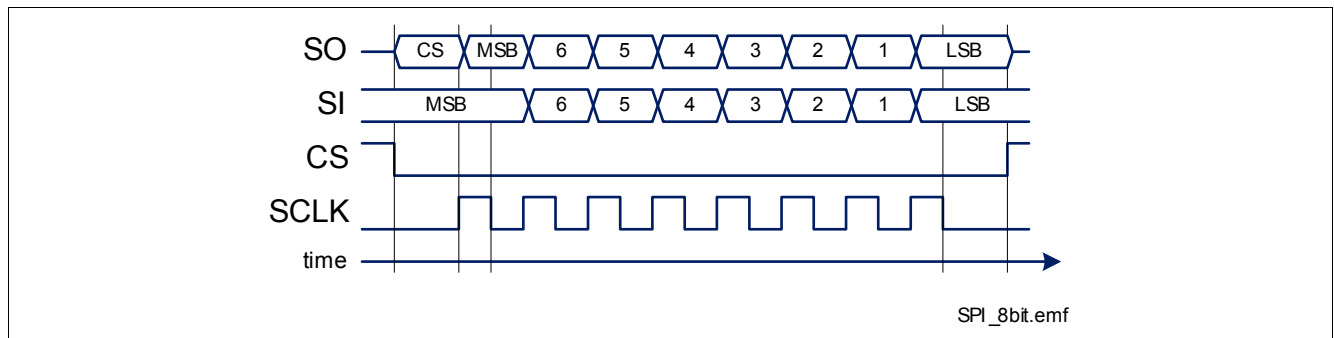 SO CS MSB 6 5 4 3 2 1 LSB
SI MSB 6 5 4 3 2 1 LSB
CS
SCLK
time
SPI_8bit.emf